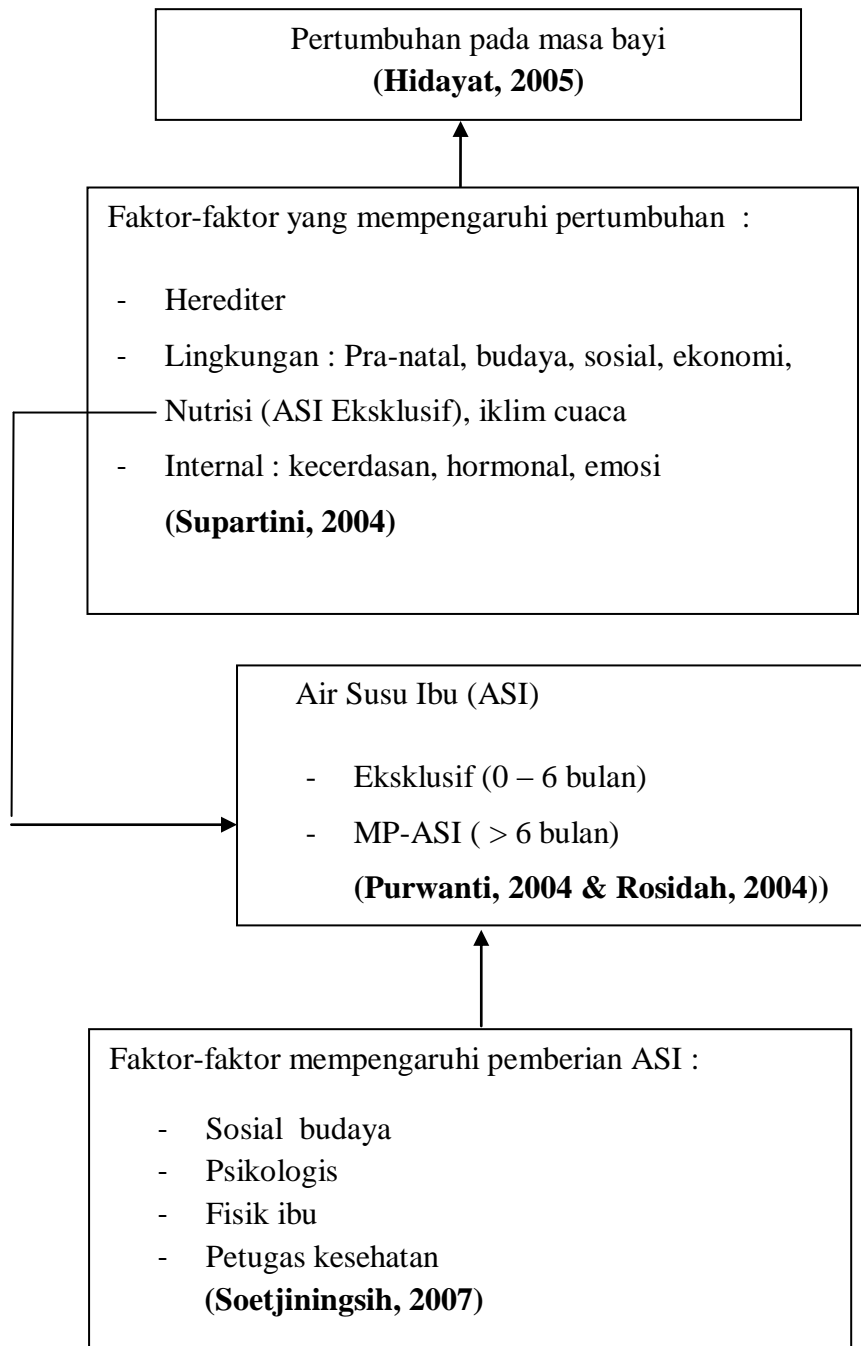 Pertumbuhan pada masa bayi
(Hidayat, 2005)
Faktor-faktor yang mempengaruhi pertumbuhan :
- Herediter
- Lingkungan : Pra-natal, budaya, sosial, ekonomi,
Nutrisi (ASI Eksklusif), iklim cuaca
- Internal : kecerdasan, hormonal, emosi
(Supartini, 2004)
Air Susu Ibu (ASI)
- Eksklusif (0 – 6 bulan)
- MP-ASI ( > 6 bulan)
(Purwanti, 2004 & Rosidah, 2004))
Faktor-faktor mempengaruhi pemberian ASI :
- Sosial budaya
- Psikologis
- Fisik ibu
- Petugas kesehatan
(Soetjiningsih, 2007)